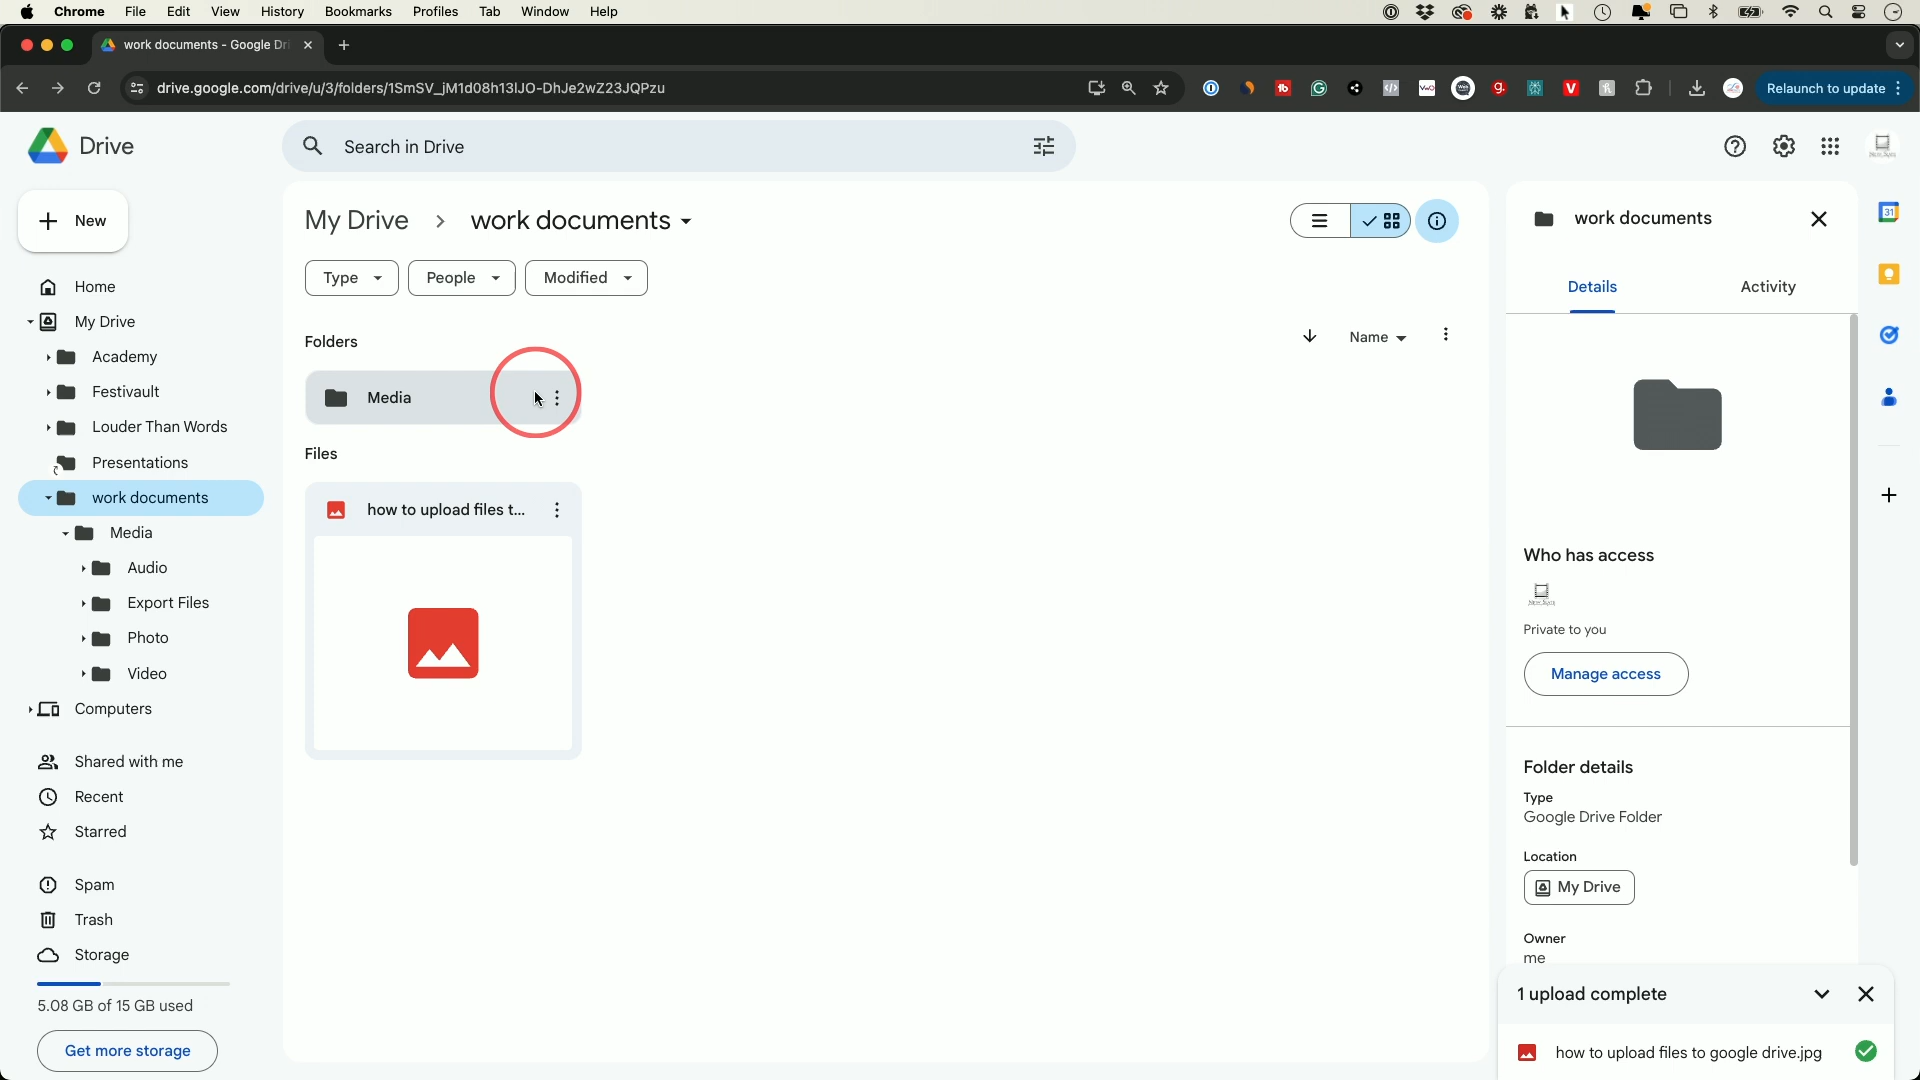 Chrome File Edit View History Bookmarks Profiles Tab Window Help
work documents - Google Dri
drive.google.com/drive/u/3/folders/1SmSV_jM1d08h13IJO-DhJe2wZ23JQPzu
Relaunch to update
Drive
Search in Drive
New
My Drive > work documents
Type People Modified
Home
My Drive
Academy
Festivault
Louder Than Words
Presentations
work documents
Media
Audio
Export Files
Photo
Video
Computers
Shared with me
Recent
Starred
Spam
Trash
Storage
5.08 GB of 15 GB used
Get more storage
Folders
Name
Media
Files
how to upload files t...
work documents
Details Activity
Who has access
Private to you
Manage access
Folder details
Type
Google Drive Folder
Location
My Drive
Owner
me
1 upload complete
how to upload files to google drive.jpg
31